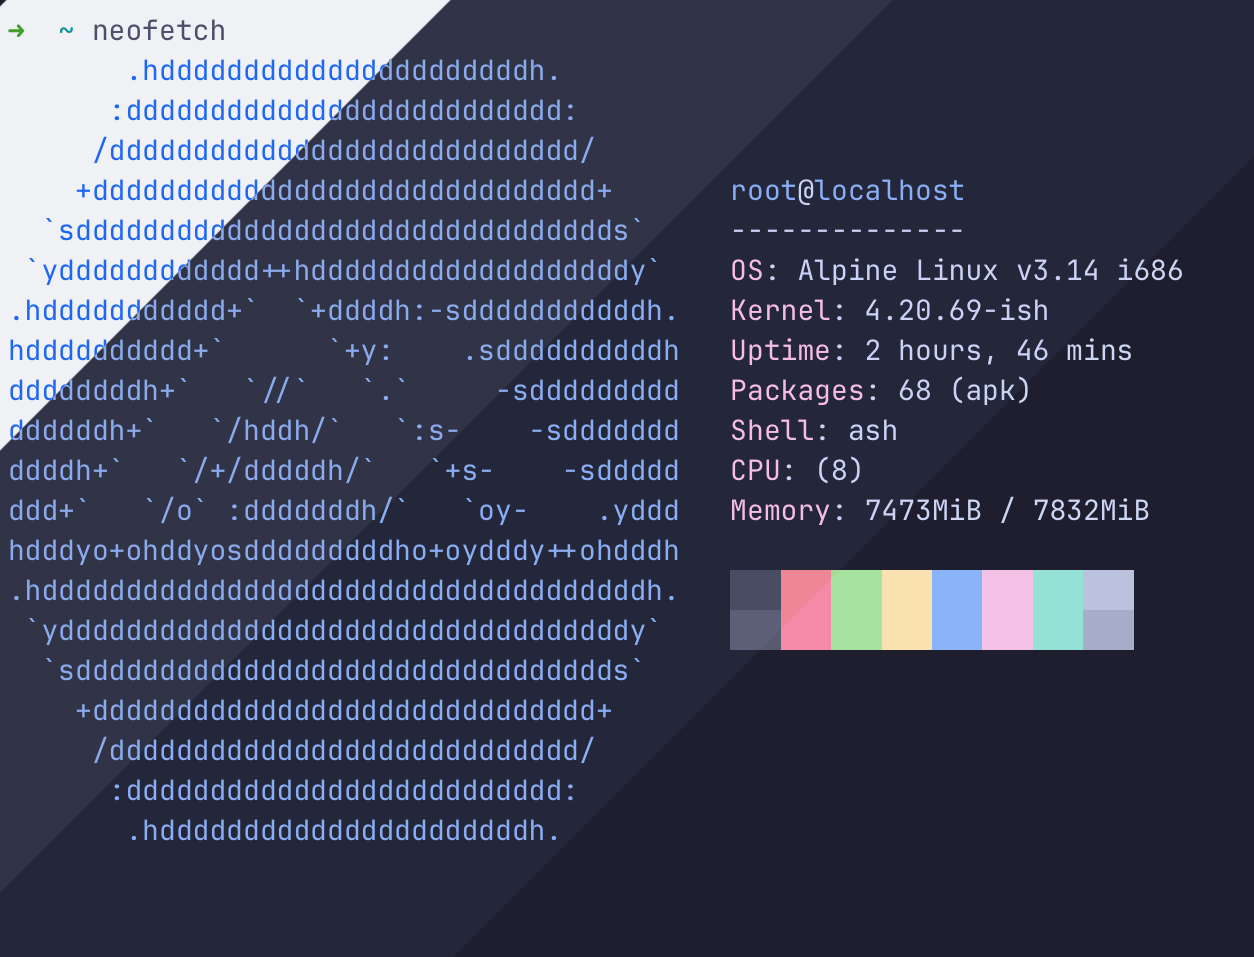 ➜  ~ neofetch
       .hddddddddddddddddddddddh.
      :dddddddddddddddddddddddddd:
     /dddddddddddddddddddddddddddd/
    +dddddddddddddddddddddddddddddd+
  `sdddddddddddddddddddddddddddddddds`
 `ydddddddddddd++hdddddddddddddddddddy`
.hddddddddddd+`  `+ddddh:-sdddddddddddh.
hdddddddddd+`      `+y:    .sddddddddddh
ddddddddh+`   `//`   `.`     -sddddddddd
ddddddh+`   `/hddh/`   `:s-    -sddddddd
ddddh+`   `/+/dddddh/`   `+s-    -sddddd
ddd+`   `/o` :dddddddh/`   `oy-    .yddd
hdddyo+ohddyosdddddddddho+oydddy++ohdddh
.hddddddddddddddddddddddddddddddddddddh.
 `yddddddddddddddddddddddddddddddddddy`
  `sdddddddddddddddddddddddddddddddds`
    +dddddddddddddddddddddddddddddd+
     /dddddddddddddddddddddddddddd/
      :dddddddddddddddddddddddddd:
       .hddddddddddddddddddddddh.
root@localhost
--------------
OS: Alpine Linux v3.14 i686
Kernel: 4.20.69-ish
Uptime: 2 hours, 46 mins
Packages: 68 (apk)
Shell: ash
CPU: (8)
Memory: 7473MiB / 7832MiB